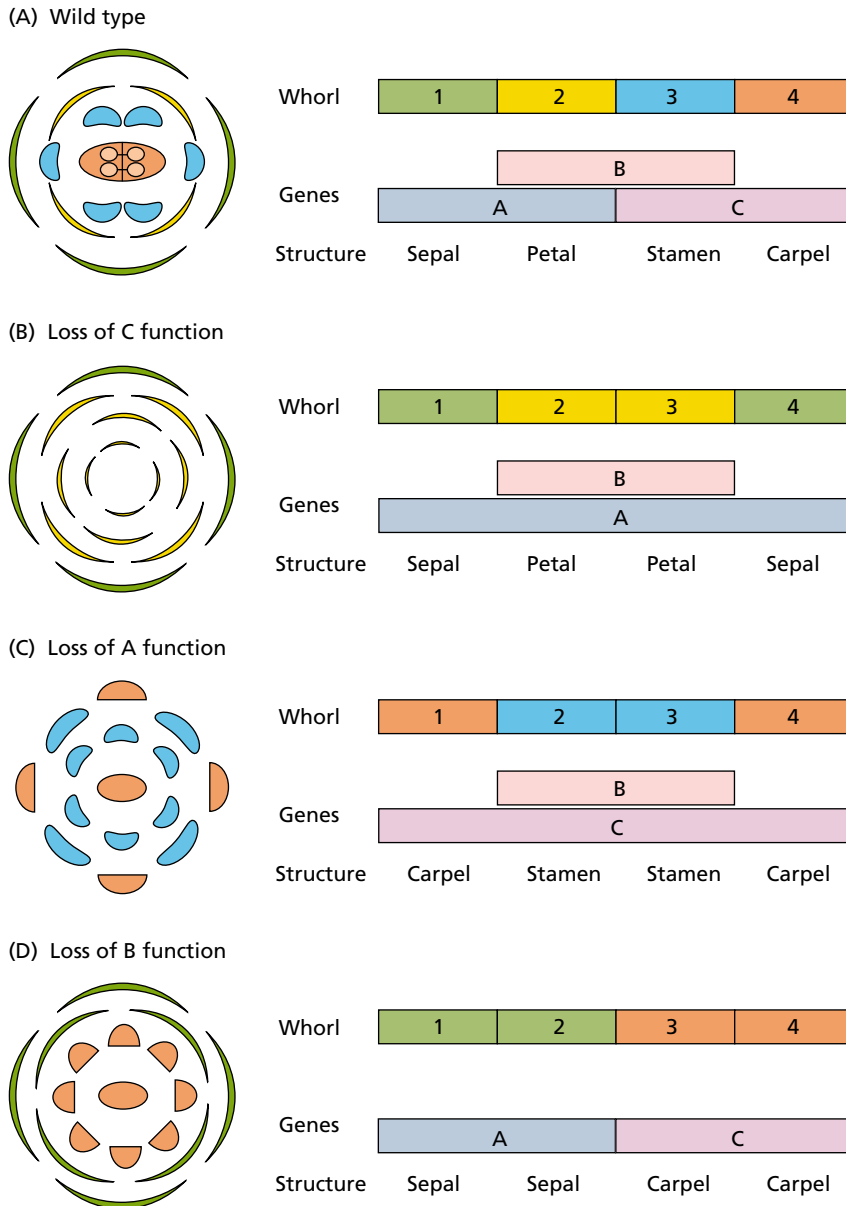 (A) Wild type
Whorl 1 2 3 4
B
Genes
A C
Structure Sepal Petal Stamen Carpel
(B) Loss of C function
Whorl 1 2 3 4
B
Genes
A
Structure Sepal Petal Petal Sepal
(C) Loss of A function
Whorl 1 2 3 4
B
Genes
C
Structure Carpel Stamen Stamen Carpel
(D) Loss of B function
Whorl 1 2 3 4
Genes
A C
Structure Sepal Sepal Carpel Carpel